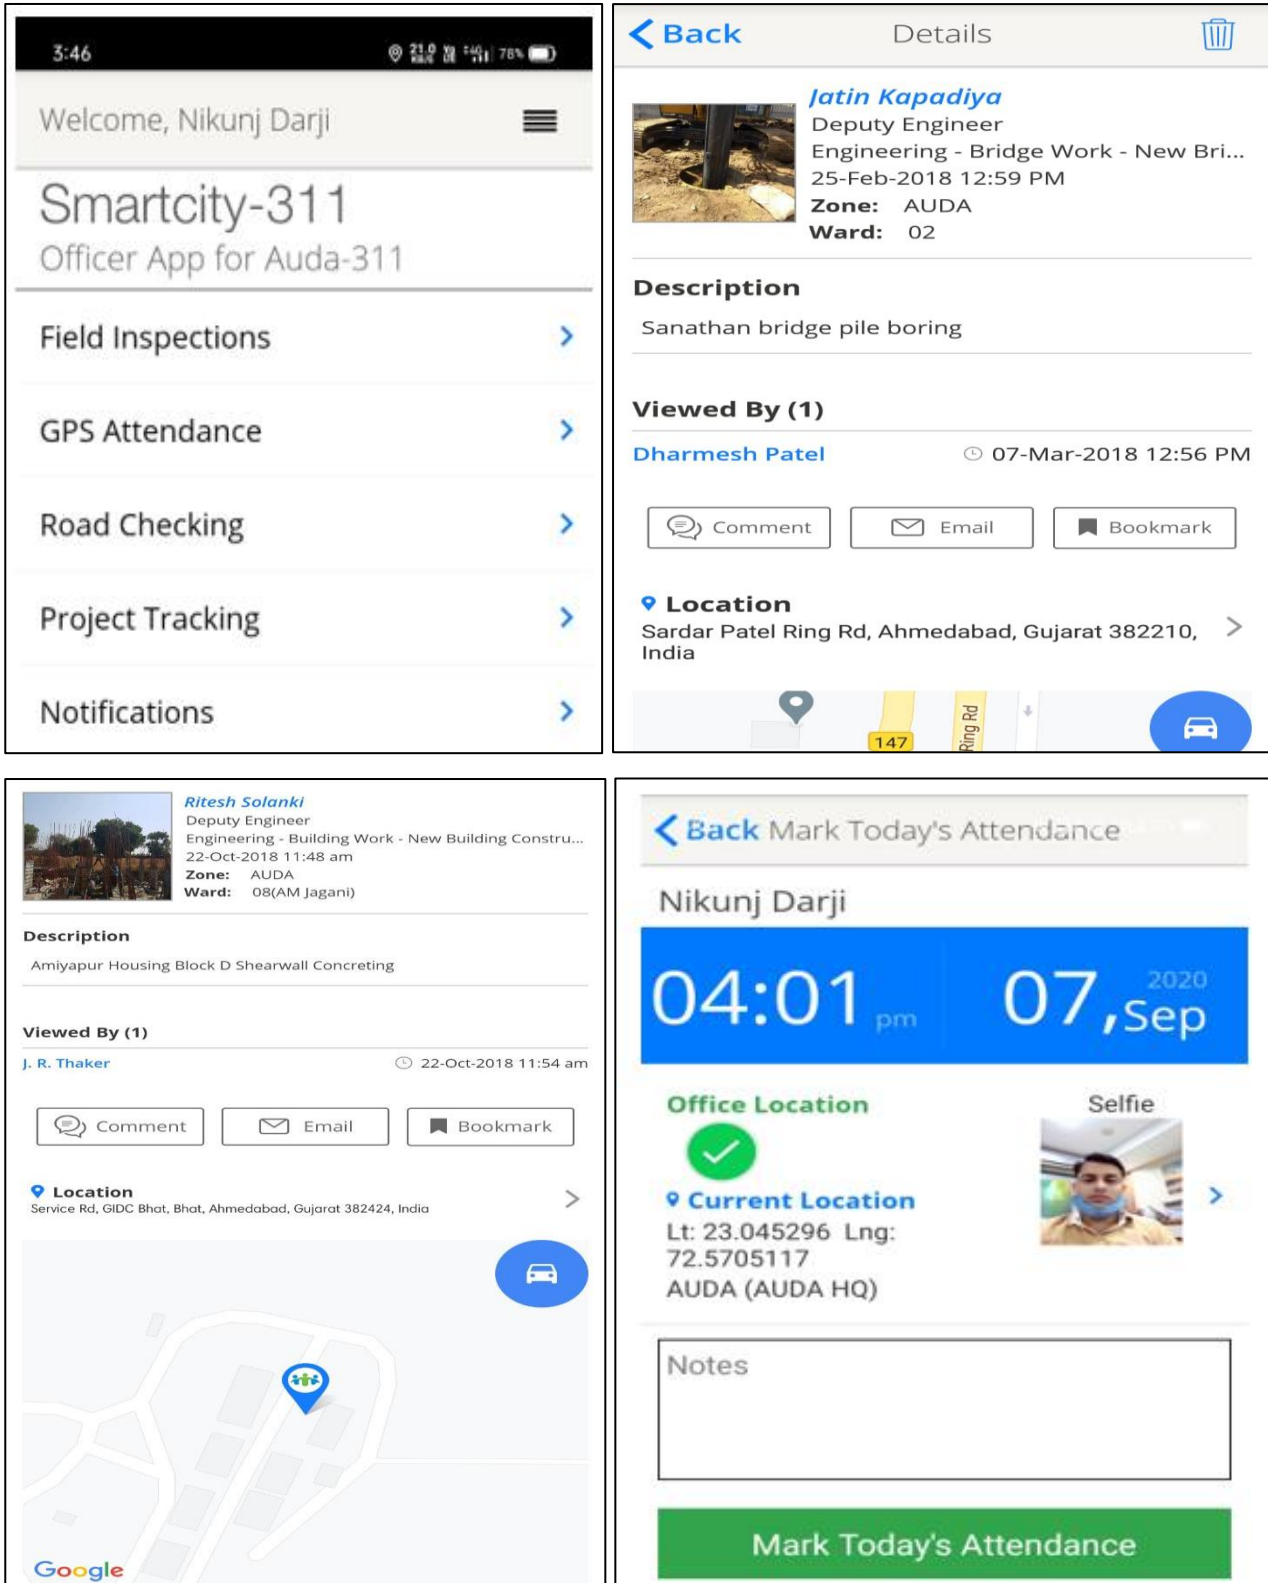 3:46
78%
Welcome, Nikunj Darji
Smartcity-311
Officer App for Auda-311
Field Inspections
GPS Attendance
Road Checking
Project Tracking
Notifications
Back Details
Jatin Kapadiya
Deputy Engineer
Engineering - Bridge Work - New Bri...
25-Feb-2018 12:59 PM
Zone: AUDA
Ward: 02
Description
Sanathan bridge pile boring
Viewed By (1)
Dharmesh Patel 07-Mar-2018 12:56 PM
Comment Email Bookmark
Location
Sardar Patel Ring Rd, Ahmedabad, Gujarat 382210,
India
147
Ring Rd
Ritesh Solanki
Deputy Engineer
Engineering - Building Work - New Building Constru...
22-Oct-2018 11:48 am
Zone: AUDA
Ward: 08(AM Jagani)
Description
Amiyapur Housing Block D Shearwall Concreting
Viewed By (1)
J. R. Thaker 22-Oct-2018 11:54 am
Comment Email Bookmark
Location
Service Rd, GIDC Bhat, Bhat, Ahmedabad, Gujarat 382424, India
Google
Back Mark Today's Attendance
Nikunj Darji
04:01 pm 07, Sep 2020
Office Location
Selfie
Current Location
Lt: 23.045296 Lng:
72.5705117
AUDA (AUDA HQ)
Notes
Mark Today's Attendance